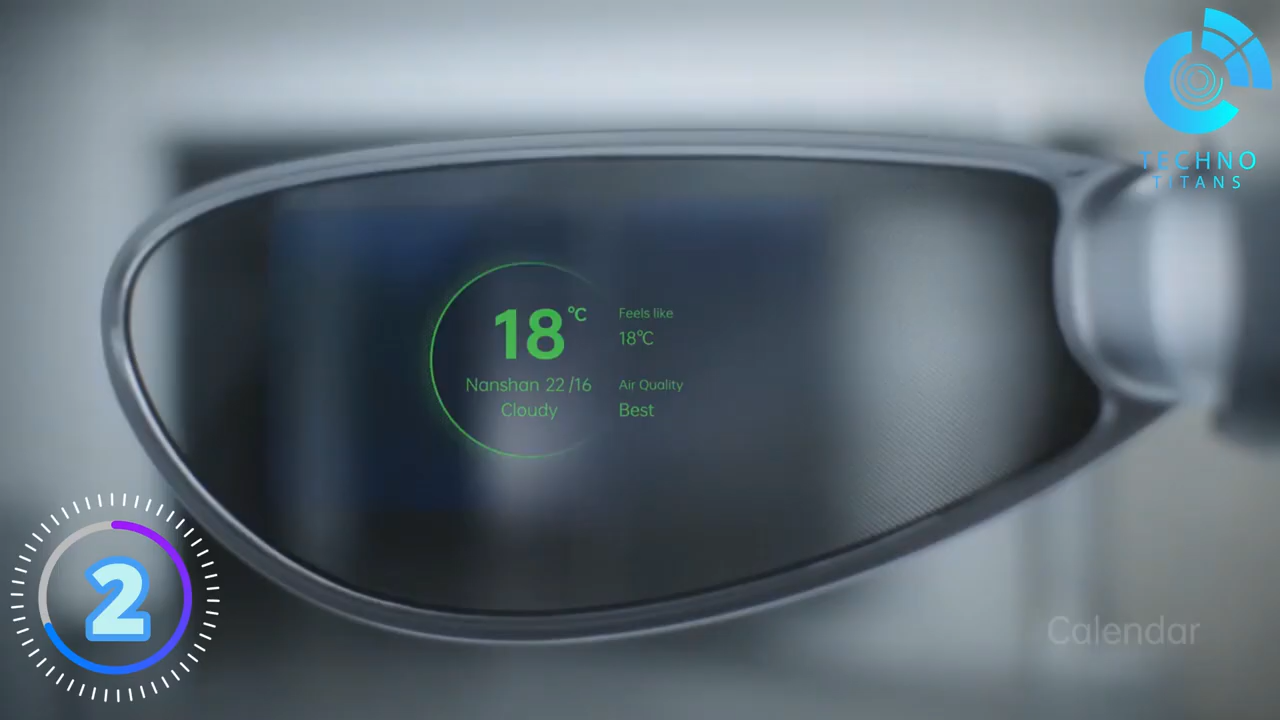 TECHNO
TITANS
18℃
Nanshan 22 /16
Cloudy
Feels like
18℃
Air Quality
Best
2
Calendar